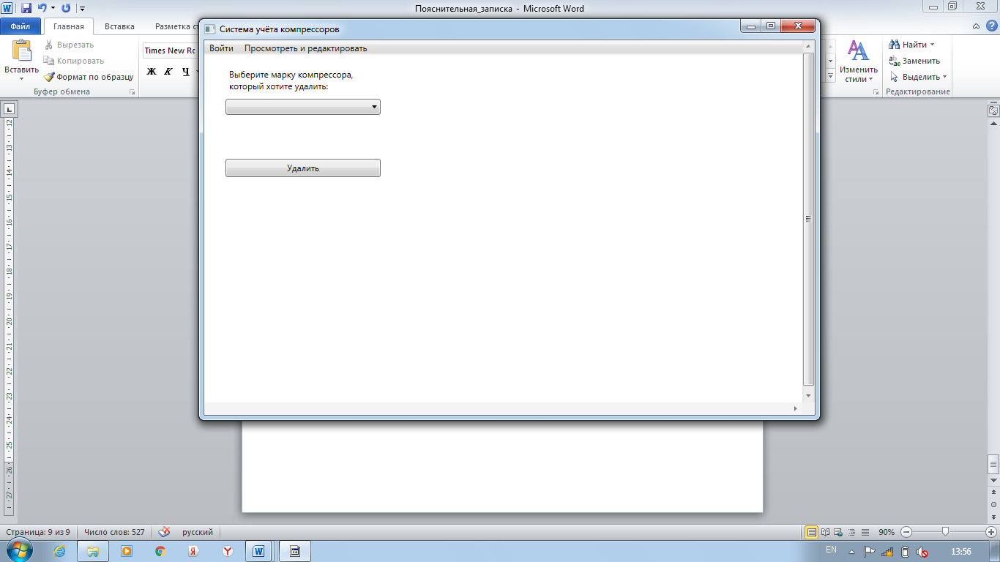 Пояснительная_записка - Microsoft Word
Файл
Главная
Вставка
Разметка
Вырезать
Копировать
Формат по образцу
Вставить
Буфер обмена
Times New
Ж К Ч
Система учёта компрессоров
Войти Просмотреть и редактировать
Выберите марку компрессора,
который хотите удалить:
Удалить
Изменить
стили
Найти
Заменить
Выделить
Редактирование
12
13
14
15
16
17
18
19
20
21
22
23
24
25
26
27
Страница: 9 из 9
Число слов: 527
русский
90%
EN
13:56